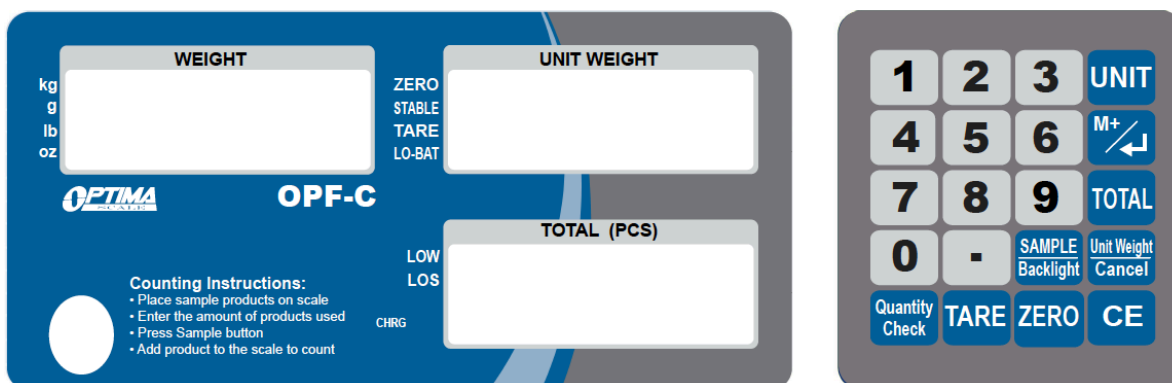 WEIGHT
kg
g
lb
oz
OPTIMA
SCALE
OPF-C
ZERO
STABLE
TARE
LO-BAT
UNIT WEIGHT
Counting Instructions:
• Place sample products on scale
• Enter the amount of products used
• Press Sample button
• Add product to the scale to count
LOW
LOS
CHRG
TOTAL (PCS)
1 2 3 UNIT
4 5 6 M+
7 8 9 TOTAL
0 . SAMPLE
Backlight
Unit Weight
Cancel
Quantity
Check
TARE ZERO CE